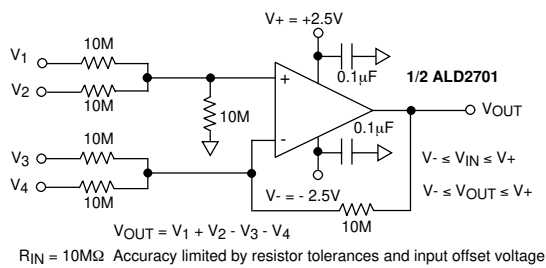 V+ = +2.5V
10M
V1
V2
10M
0.1µF
1/2 ALD2701
+
10M
VOUT
0.1µF
-
10M
V3
V4
10M
V- ≤ VIN ≤ V+
V- = - 2.5V
V- ≤ VOUT ≤ V+
10M
VOUT = V1 + V2 - V3 - V4
RIN = 10MΩ Accuracy limited by resistor tolerances and input offset voltage